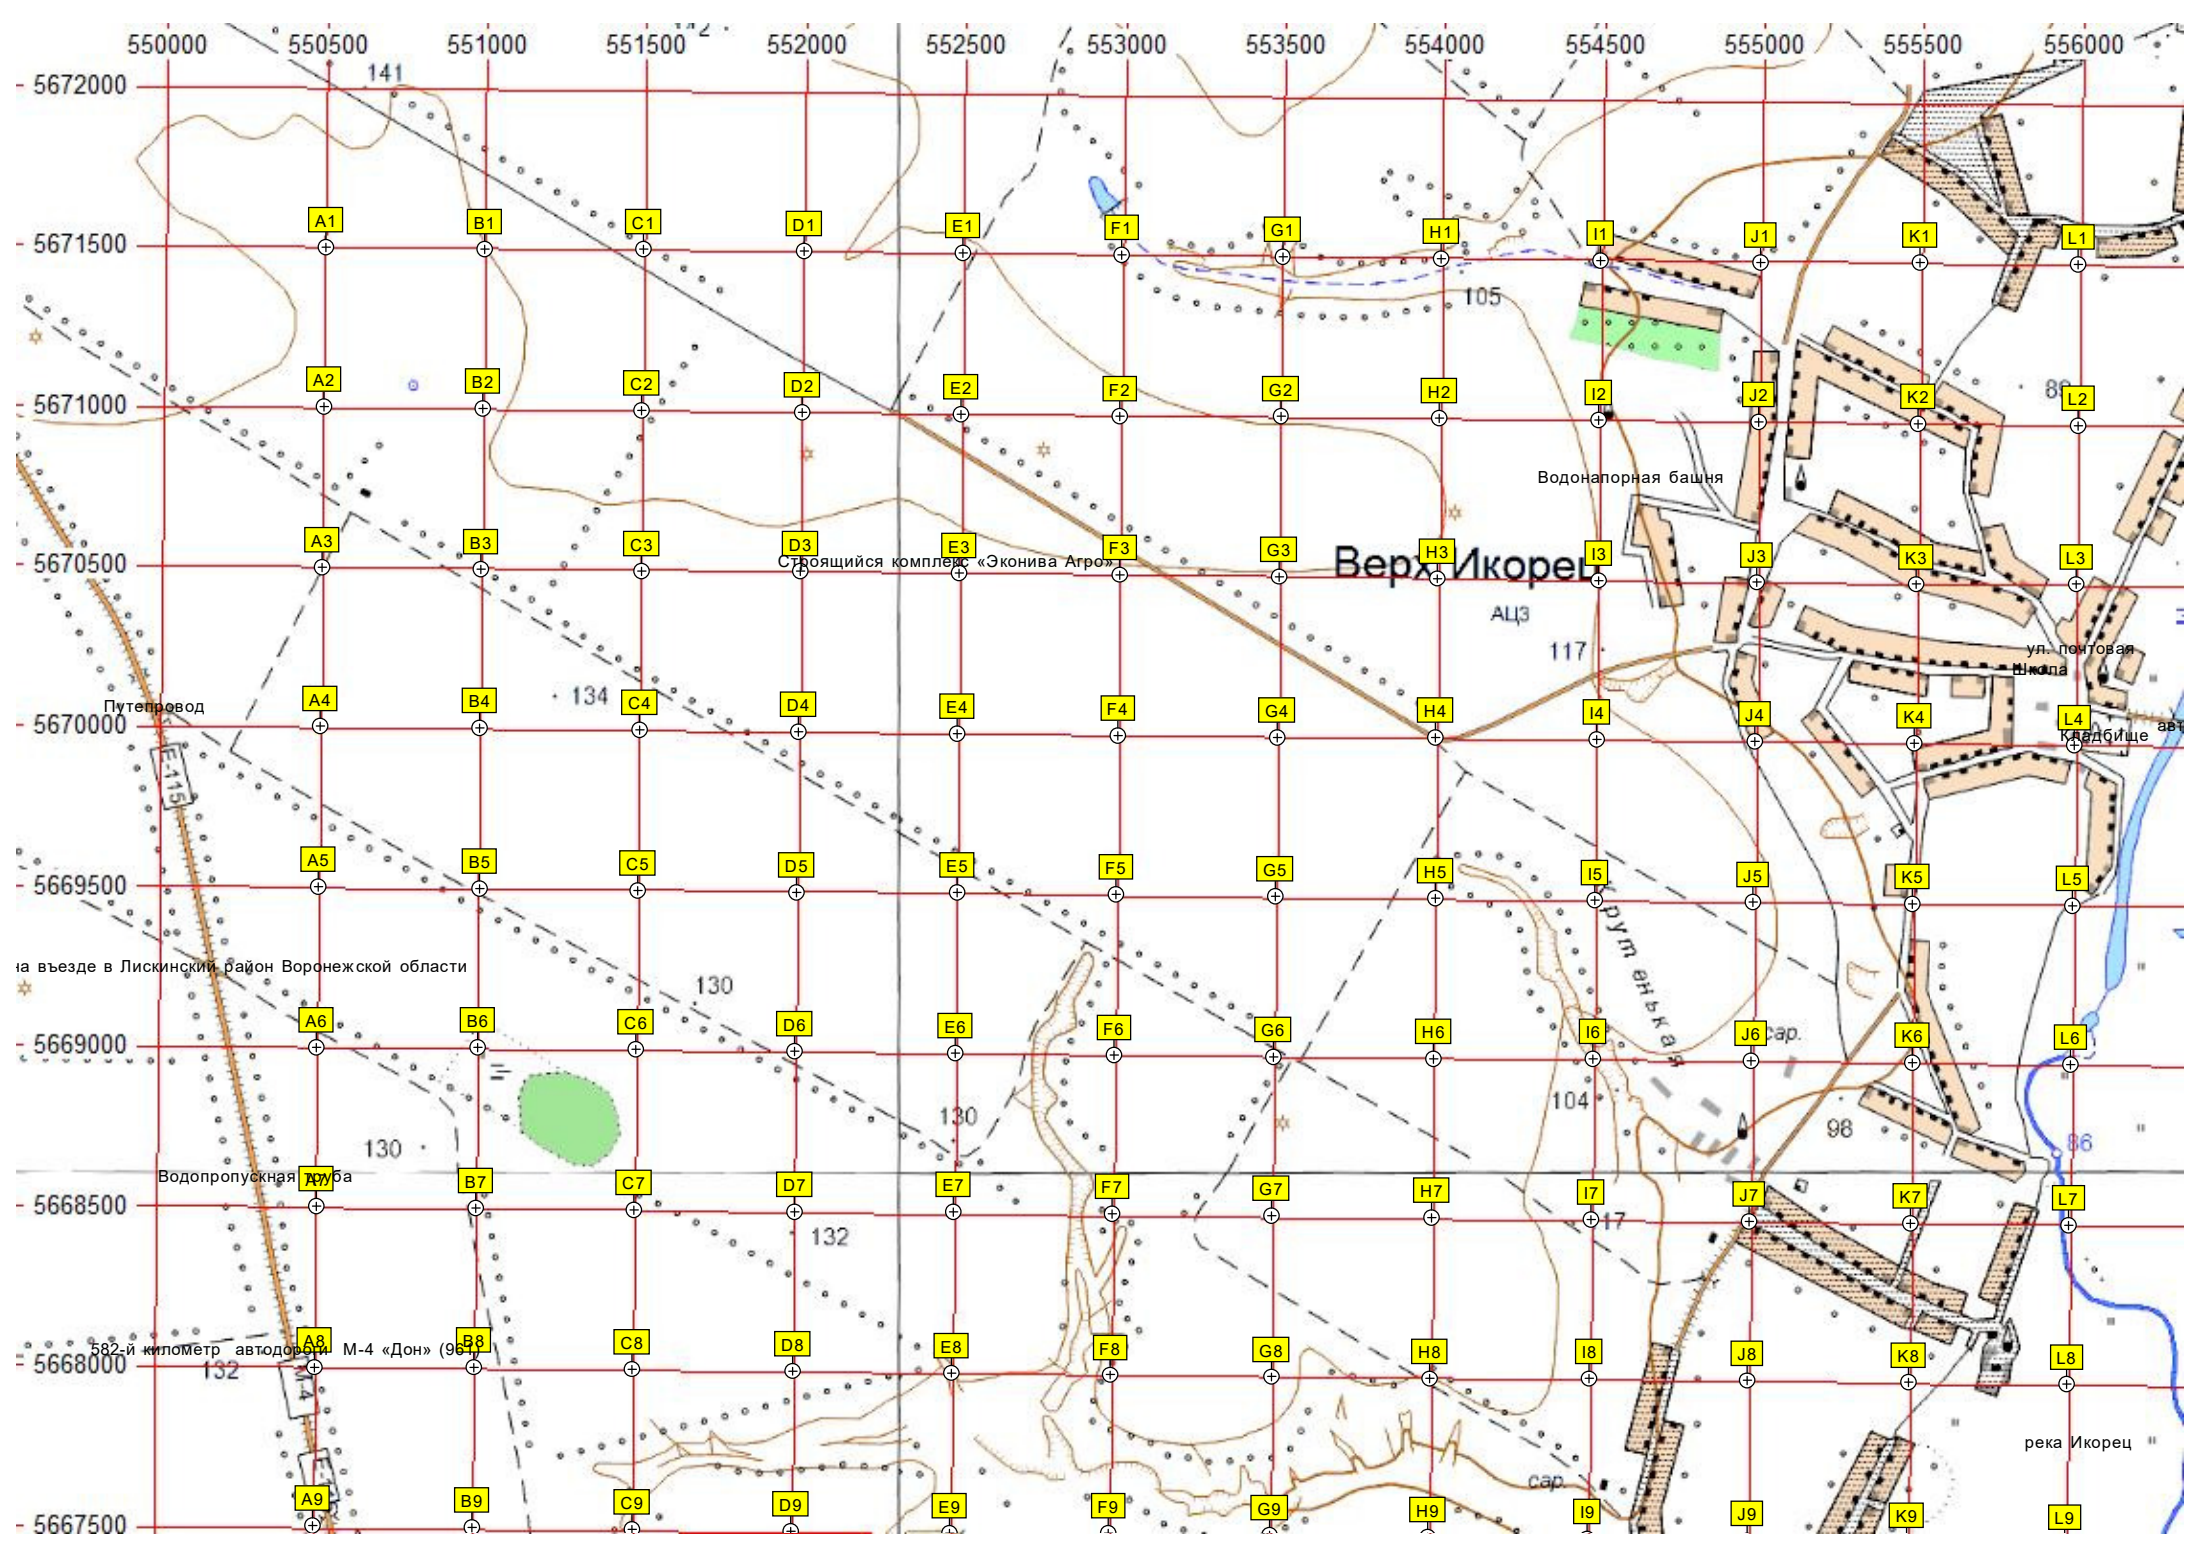 550000 550500 551000 551500 552000 552500 553000 553500 554000 554500 555000 555500 556000
141
5672000
A1 B1 C1 D1 E1 F1 G1 H1 I1 J1 K1 L1
5671500
105
A2 B2 C2 D2 E2 F2 G2 H2 I2 J2 K2 L2
5671000
Водонапорная башня
A3 B3 C3 D3 E3 F3 G3 H3 I3 J3 K3 L3
5670500
Строящийся комплекс «Эконива Агро»
Верх Икорец
АЦЗ
117
ул. почтовая
Школа
134
A4 B4 C4 D4 E4 F4 G4 H4 I4 J4 K4 L4
Путепровод
5670000
Кладбище
авт
E-115
A5 B5 C5 D5 E5 F5 G5 H5 I5 J5 K5 L5
5669500
на въезде в Лискинский район Воронежской области
130
A6 B6 C6 D6 E6 F6 G6 H6 I6 J6 K6 L6
сар.
5669000
104
130
98
86
130
Водопропускная труба
A7 B7 C7 D7 E7 F7 G7 H7 I7 J7 K7 L7
5668500
17
132
A8 B8 C8 D8 E8 F8 G8 H8 I8 J8 K8 L8
582-й километр автодороги М-4 «Дон» (961)
5668000
132
М-4
река Икорец
сар.
A9 B9 C9 D9 E9 F9 G9 H9 I9 J9 K9 L9
5667500